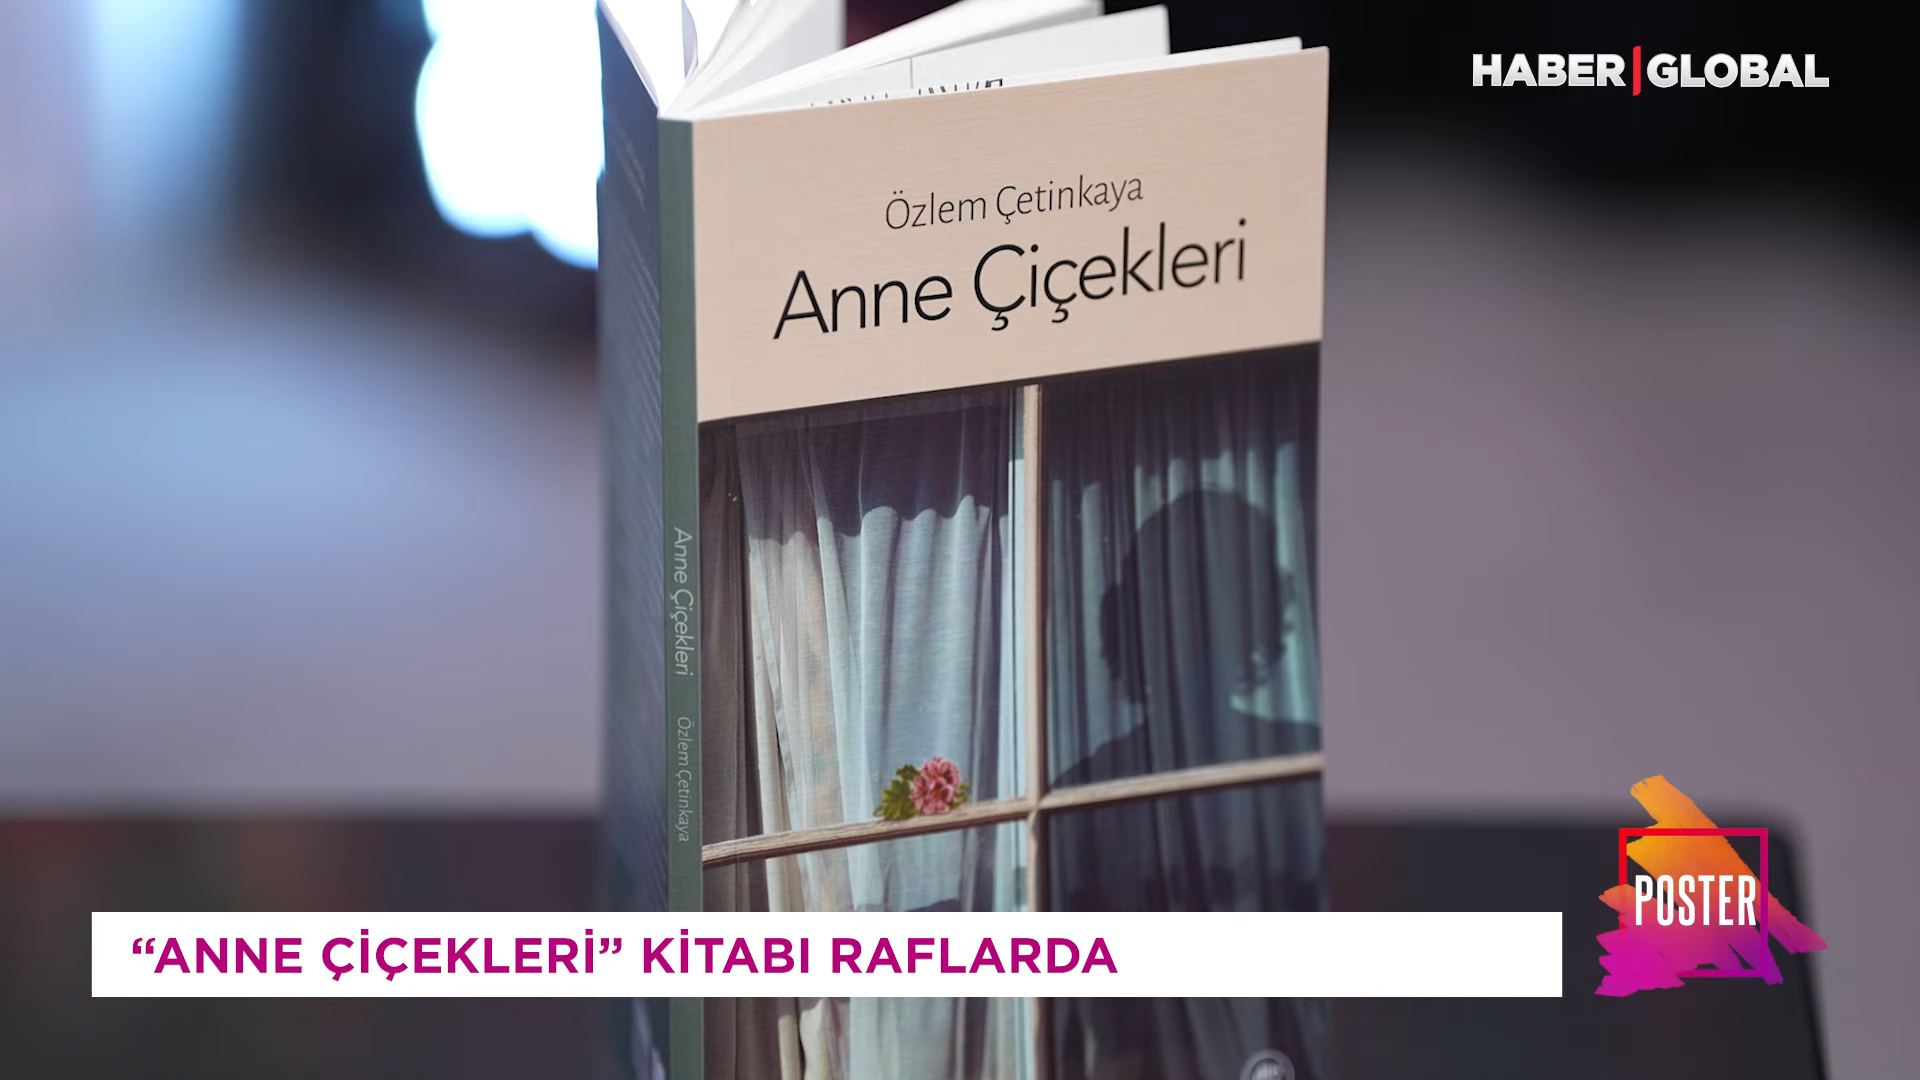 HABER GLOBAL
Özlem Çetinkaya
Anne Çiçekleri
Anne Çiçekleri
Özlem Çetinkaya
POSTER
“ANNE ÇİÇEKLERİ” KİTABI RAFLARDA